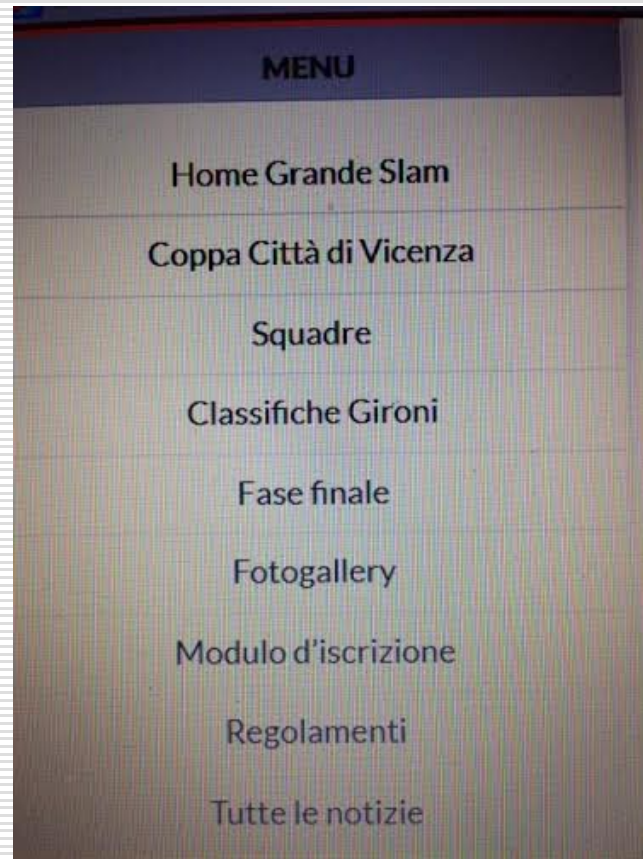 MENU
Home Grande Slam
Coppa Città di Vicenza
Squadre
Classifiche Gironi
Fase finale
Fotogallery
Modulo d'iscrizione
Regolamenti
Tutte le notizie